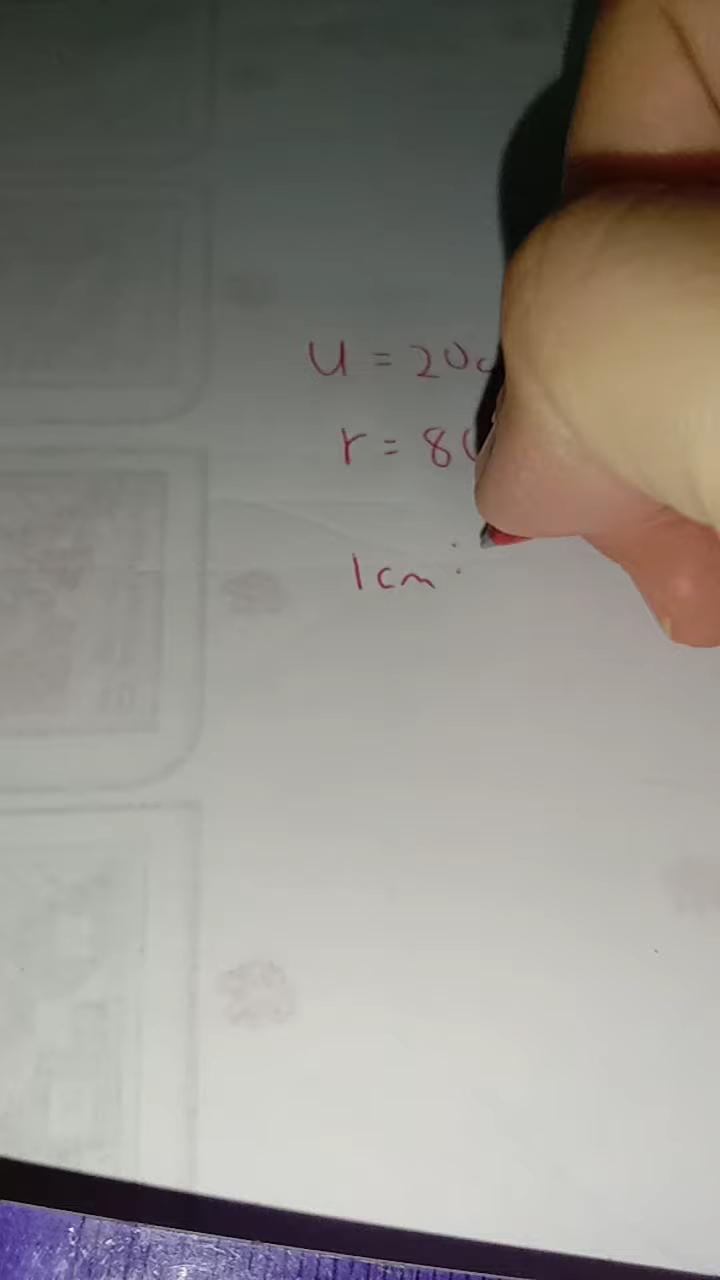 u = 20
r = 8
1cm :